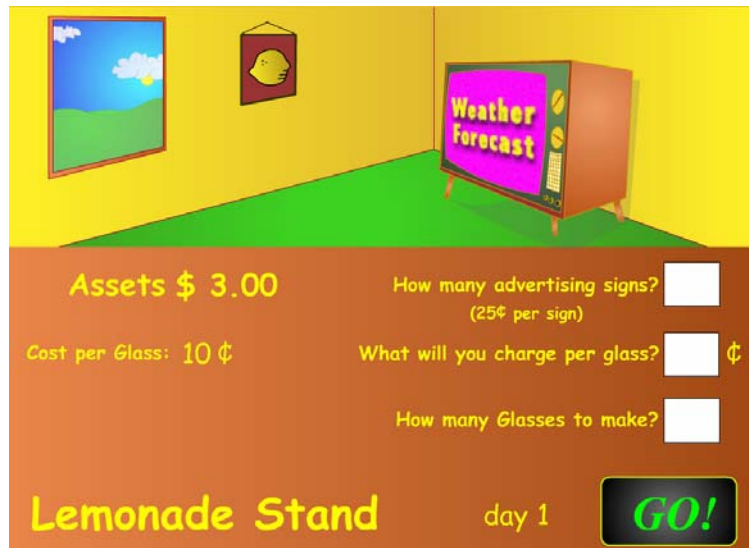 Weather
Forecast
Assets $ 3.00
How many advertising signs?
(25¢ per sign)
Cost per Glass: 10 ¢
What will you charge per glass? ¢
How many Glasses to make?
Lemonade Stand
day 1
GO!